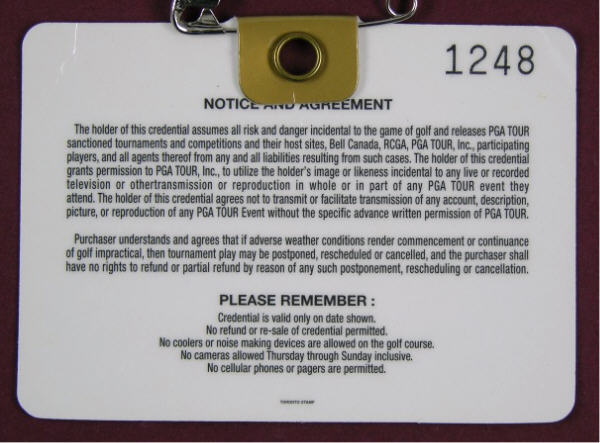 1248
NOTICE AND AGREEMENT
The holder of this credential assumes all risk and danger incidental to the game of golf and releases PGA TOUR
sanctioned tournaments and competitions and their host sites, Bell Canada, RCGA, PGA TOUR, Inc., participating
players, and all agents thereof from any and all liabilities resulting from such cases. The holder of this credential
grants permission to PGA TOUR, Inc., to utilize the holder's image or likeness incidental to any live or recorded
television or othertransmission or reproduction in whole or in part of any PGA TOUR event they
attend. The holder of this credential agrees not to transmit or facilitate transmission of any account, description,
picture, or reproduction of any PGA TOUR Event without the specific advance written permission of PGA TOUR.
Purchaser understands and agrees that if adverse weather conditions render commencement or continuance
of golf impractical, then tournament play may be postponed, rescheduled or cancelled, and the purchaser shall
have no rights to refund or partial refund by reason of any such postponement, rescheduling or cancellation.
PLEASE REMEMBER :
Credential is valid only on date shown.
No refund or re-sale of credential permitted.
No coolers or noise making devices are allowed on the golf course.
No cameras allowed Thursday through Sunday inclusive.
No cellular phones or pagers are permitted.
TORONTO STAMP